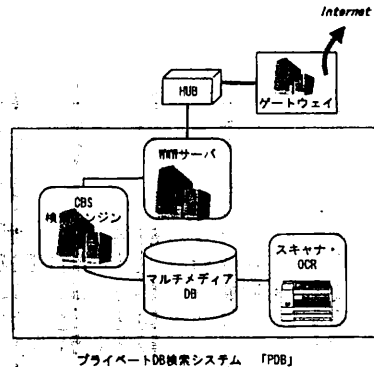 Internet
HUB
ゲートウェイ
WWWサーバ
CBS
検索エンジン
マルチメディア
DB
スキャナ・
OCR
プライベートDB検索システム 「PDB」